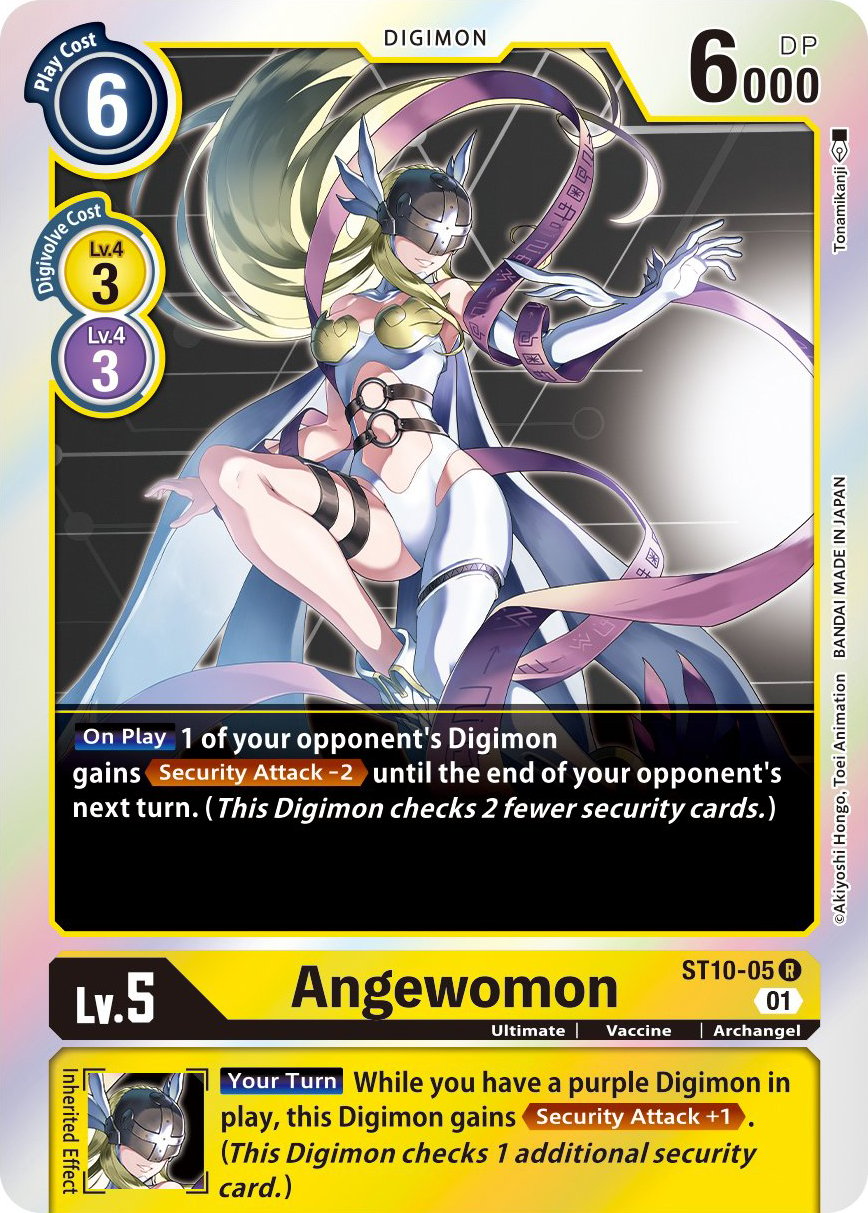 DIGIMON
Play Cost
6
DP
6000
Digivolve Cost
Lv.4
3
Lv.4
3
Tonamikanji
©Akiyoshi Hongo, Toei Animation BANDAI MADE IN JAPAN
On Play 1 of your opponent's Digimon
gains Security Attack -2 until the end of your opponent's
next turn. (This Digimon checks 2 fewer security cards.)
Lv.5
Angewomon
ST10-05 R
01
Ultimate | Vaccine | Archangel
Inherited Effect
Your Turn While you have a purple Digimon in
play, this Digimon gains Security Attack +1.
(This Digimon checks 1 additional security
card.)